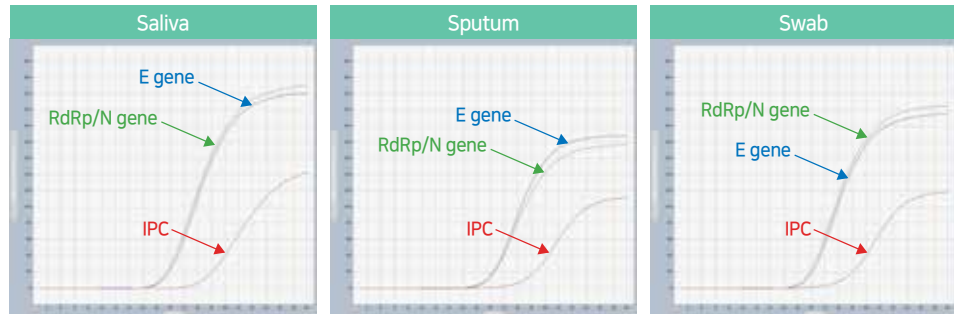 Saliva
E gene
RdRp/N gene
IPC
Sputum
E gene
RdRp/N gene
IPC
Swab
RdRp/N gene
E gene
IPC